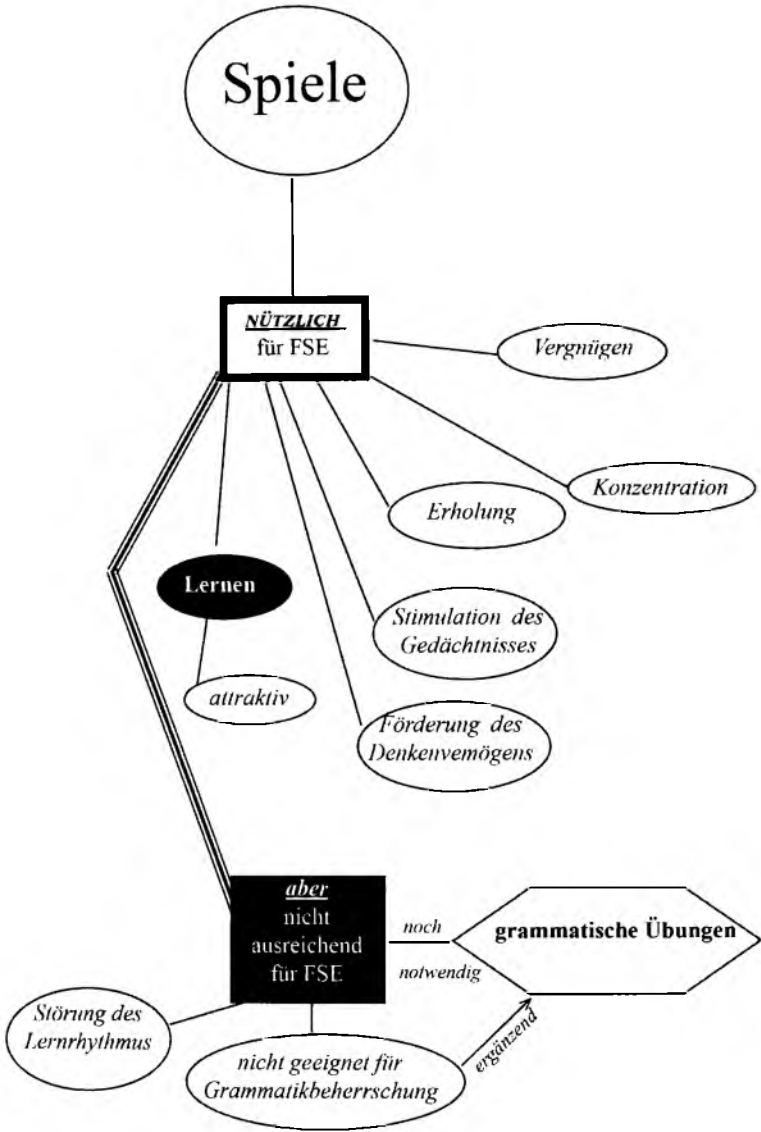 Spiele
NÜTZLICH
für FSE
Vergnügen
Konzentration
Erholung
Lernen
Stimulation des
Gedächtnisses
attraktiv
Förderung des
Denkenvemögens
aber
nicht
ausreichend
für FSE
noch
notwendig
grammatische Übungen
Störung des
Lernrhythmus
nicht geeignet für
Grammatikbeherrschung
ergänzend